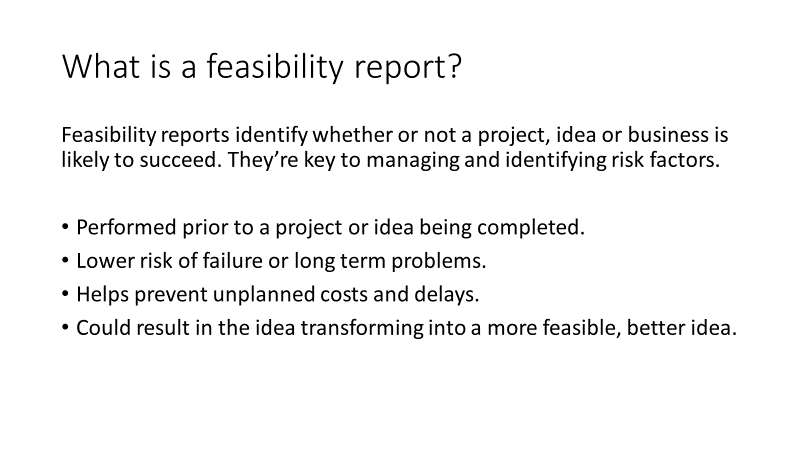 What is a feasibility report?
Feasibility reports identify whether or not a project, idea or business is
likely to succeed. They’re key to managing and identifying risk factors.
• Performed prior to a project or idea being completed.
• Lower risk of failure or long term problems.
• Helps prevent unplanned costs and delays.
• Could result in the idea transforming into a more feasible, better idea.